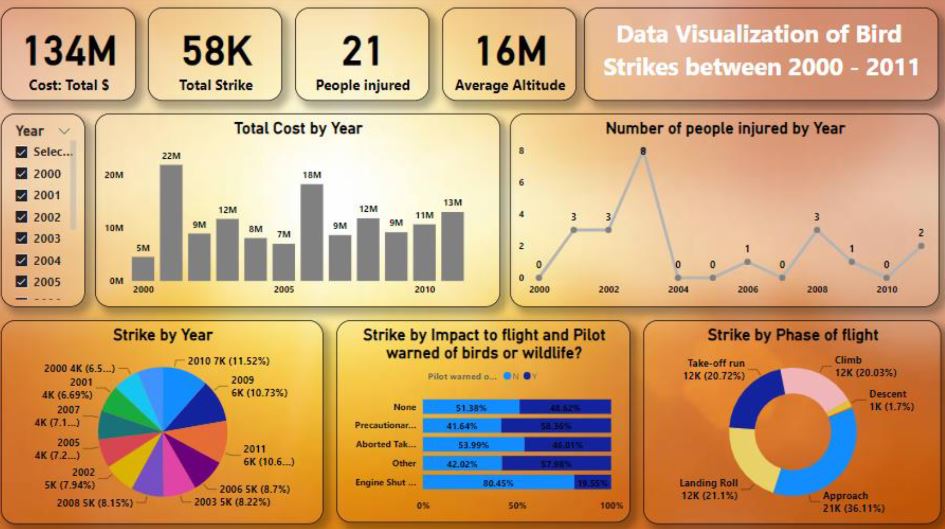 134M
Cost: Total $
58K
Total Strike
21
People injured
16M
Average Altitude
Data Visualization of Bird
Strikes between 2000 - 2011
Year
Selec...
2000
2001
2002
2003
2004
2005
Total Cost by Year
20M
10M
0M
5M
22M
9M
12M
8M
7M
18M
9M
12M
9M
11M
13M
2000
2005
2010
Number of people injured by Year
8
6
4
2
0
0
3
3
8
0
0
1
0
3
1
0
2
2000
2002
2004
2006
2008
2010
Strike by Year
2010 7K (11.52%)
2009
6K (10.73%)
2011
6K (10.6...)
2006 5K (8.7%)
2003 5K (8.22%)
2008 5K (8.15%)
2002
5K (7.94%)
2005
4K (7.2...)
2007
4K (7.1...)
2001
4K (6.69%)
2000 4K (6.5...)
Strike by Impact to flight and Pilot
warned of birds or wildlife?
Pilot warned o... N Y
None 51.38% 48.62%
Precautionar... 41.64% 58.36%
Aborted Tak... 53.99% 46.01%
Other 42.02% 57.98%
Engine Shut ... 80.45% 19.55%
0% 50% 100%
Strike by Phase of flight
Take-off run
12K (20.72%)
Climb
12K (20.03%)
Descent
1K (1.7%)
Landing Roll
12K (21.1%)
Approach
21K (36.11%)